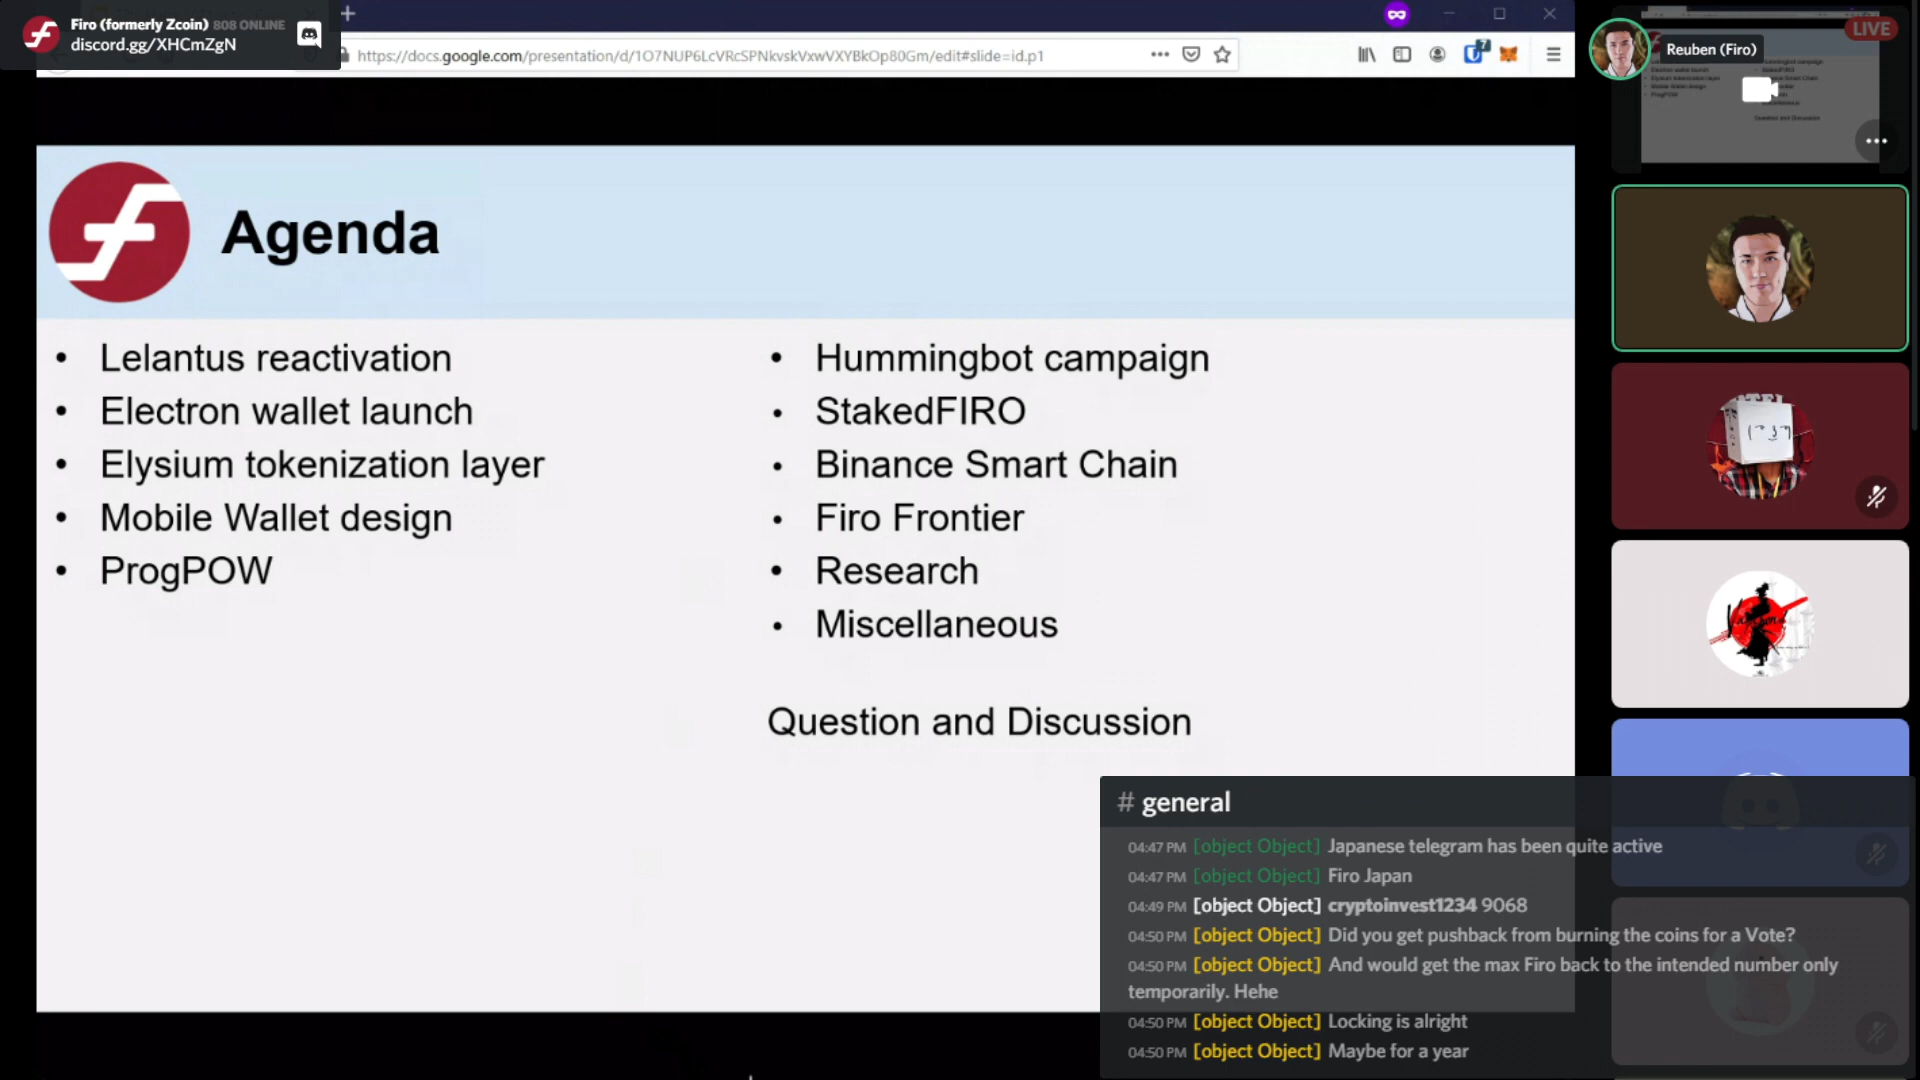 Firo (formerly Zcoin) 808 ONLINE
discord.gg/XHCmZgN
https://docs.google.com/presentation/d/1O7NUP6LcVRcSPNkvskVxwVXYBkOp80Gm/edit#slide=id.p1
7
LIVE
Reuben (Firo)
Question and Discussion
Agenda
• Lelantus reactivation
• Electron wallet launch
• Elysium tokenization layer
• Mobile Wallet design
• ProgPOW
• Hummingbot campaign
• StakedFIRO
• Binance Smart Chain
• Firo Frontier
• Research
• Miscellaneous
Question and Discussion
# general
04:47 PM [object Object] Japanese telegram has been quite active
04:47 PM [object Object] Firo Japan
04:49 PM [object Object] cryptoinvest1234 9068
04:50 PM [object Object] Did you get pushback from burning the coins for a Vote?
04:50 PM [object Object] And would get the max Firo back to the intended number only
temporarily. Hehe
04:50 PM [object Object] Locking is alright
04:50 PM [object Object] Maybe for a year